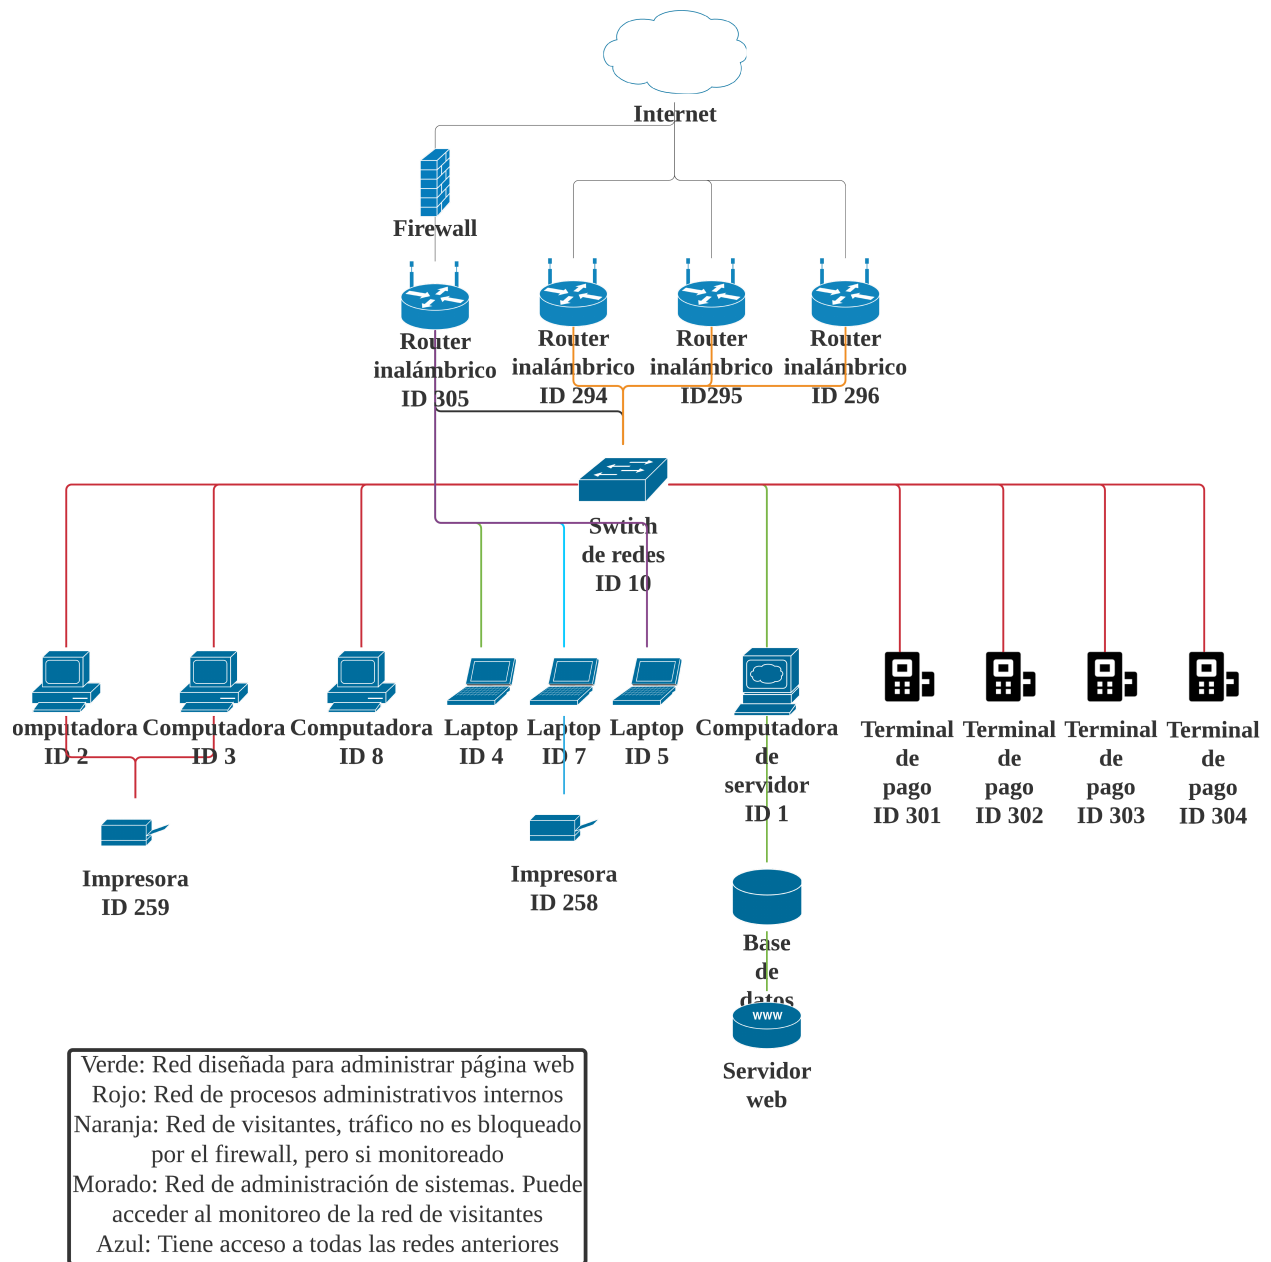 Internet
Firewall
Router
inalámbrico
ID 305
Router
inalámbrico
ID 294
Router
inalámbrico
ID295
Router
inalámbrico
ID 296
Swtich
de redes
ID 10
omputadora
ID 2
Computadora
ID 3
Computadora
ID 8
Laptop
ID 4
Laptop
ID 7
Laptop
ID 5
Computadora
de
servidor
ID 1
Terminal
de
pago
ID 301
Terminal
de
pago
ID 302
Terminal
de
pago
ID 303
Terminal
de
pago
ID 304
Impresora
ID 259
Impresora
ID 258
Base
de
datos
WWW
Servidor
web
Verde: Red diseñada para administrar página web
Rojo: Red de procesos administrativos internos
Naranja: Red de visitantes, tráfico no es bloqueado
por el firewall, pero si monitoreado
Morado: Red de administración de sistemas. Puede
acceder al monitoreo de la red de visitantes
Azul: Tiene acceso a todas las redes anteriores